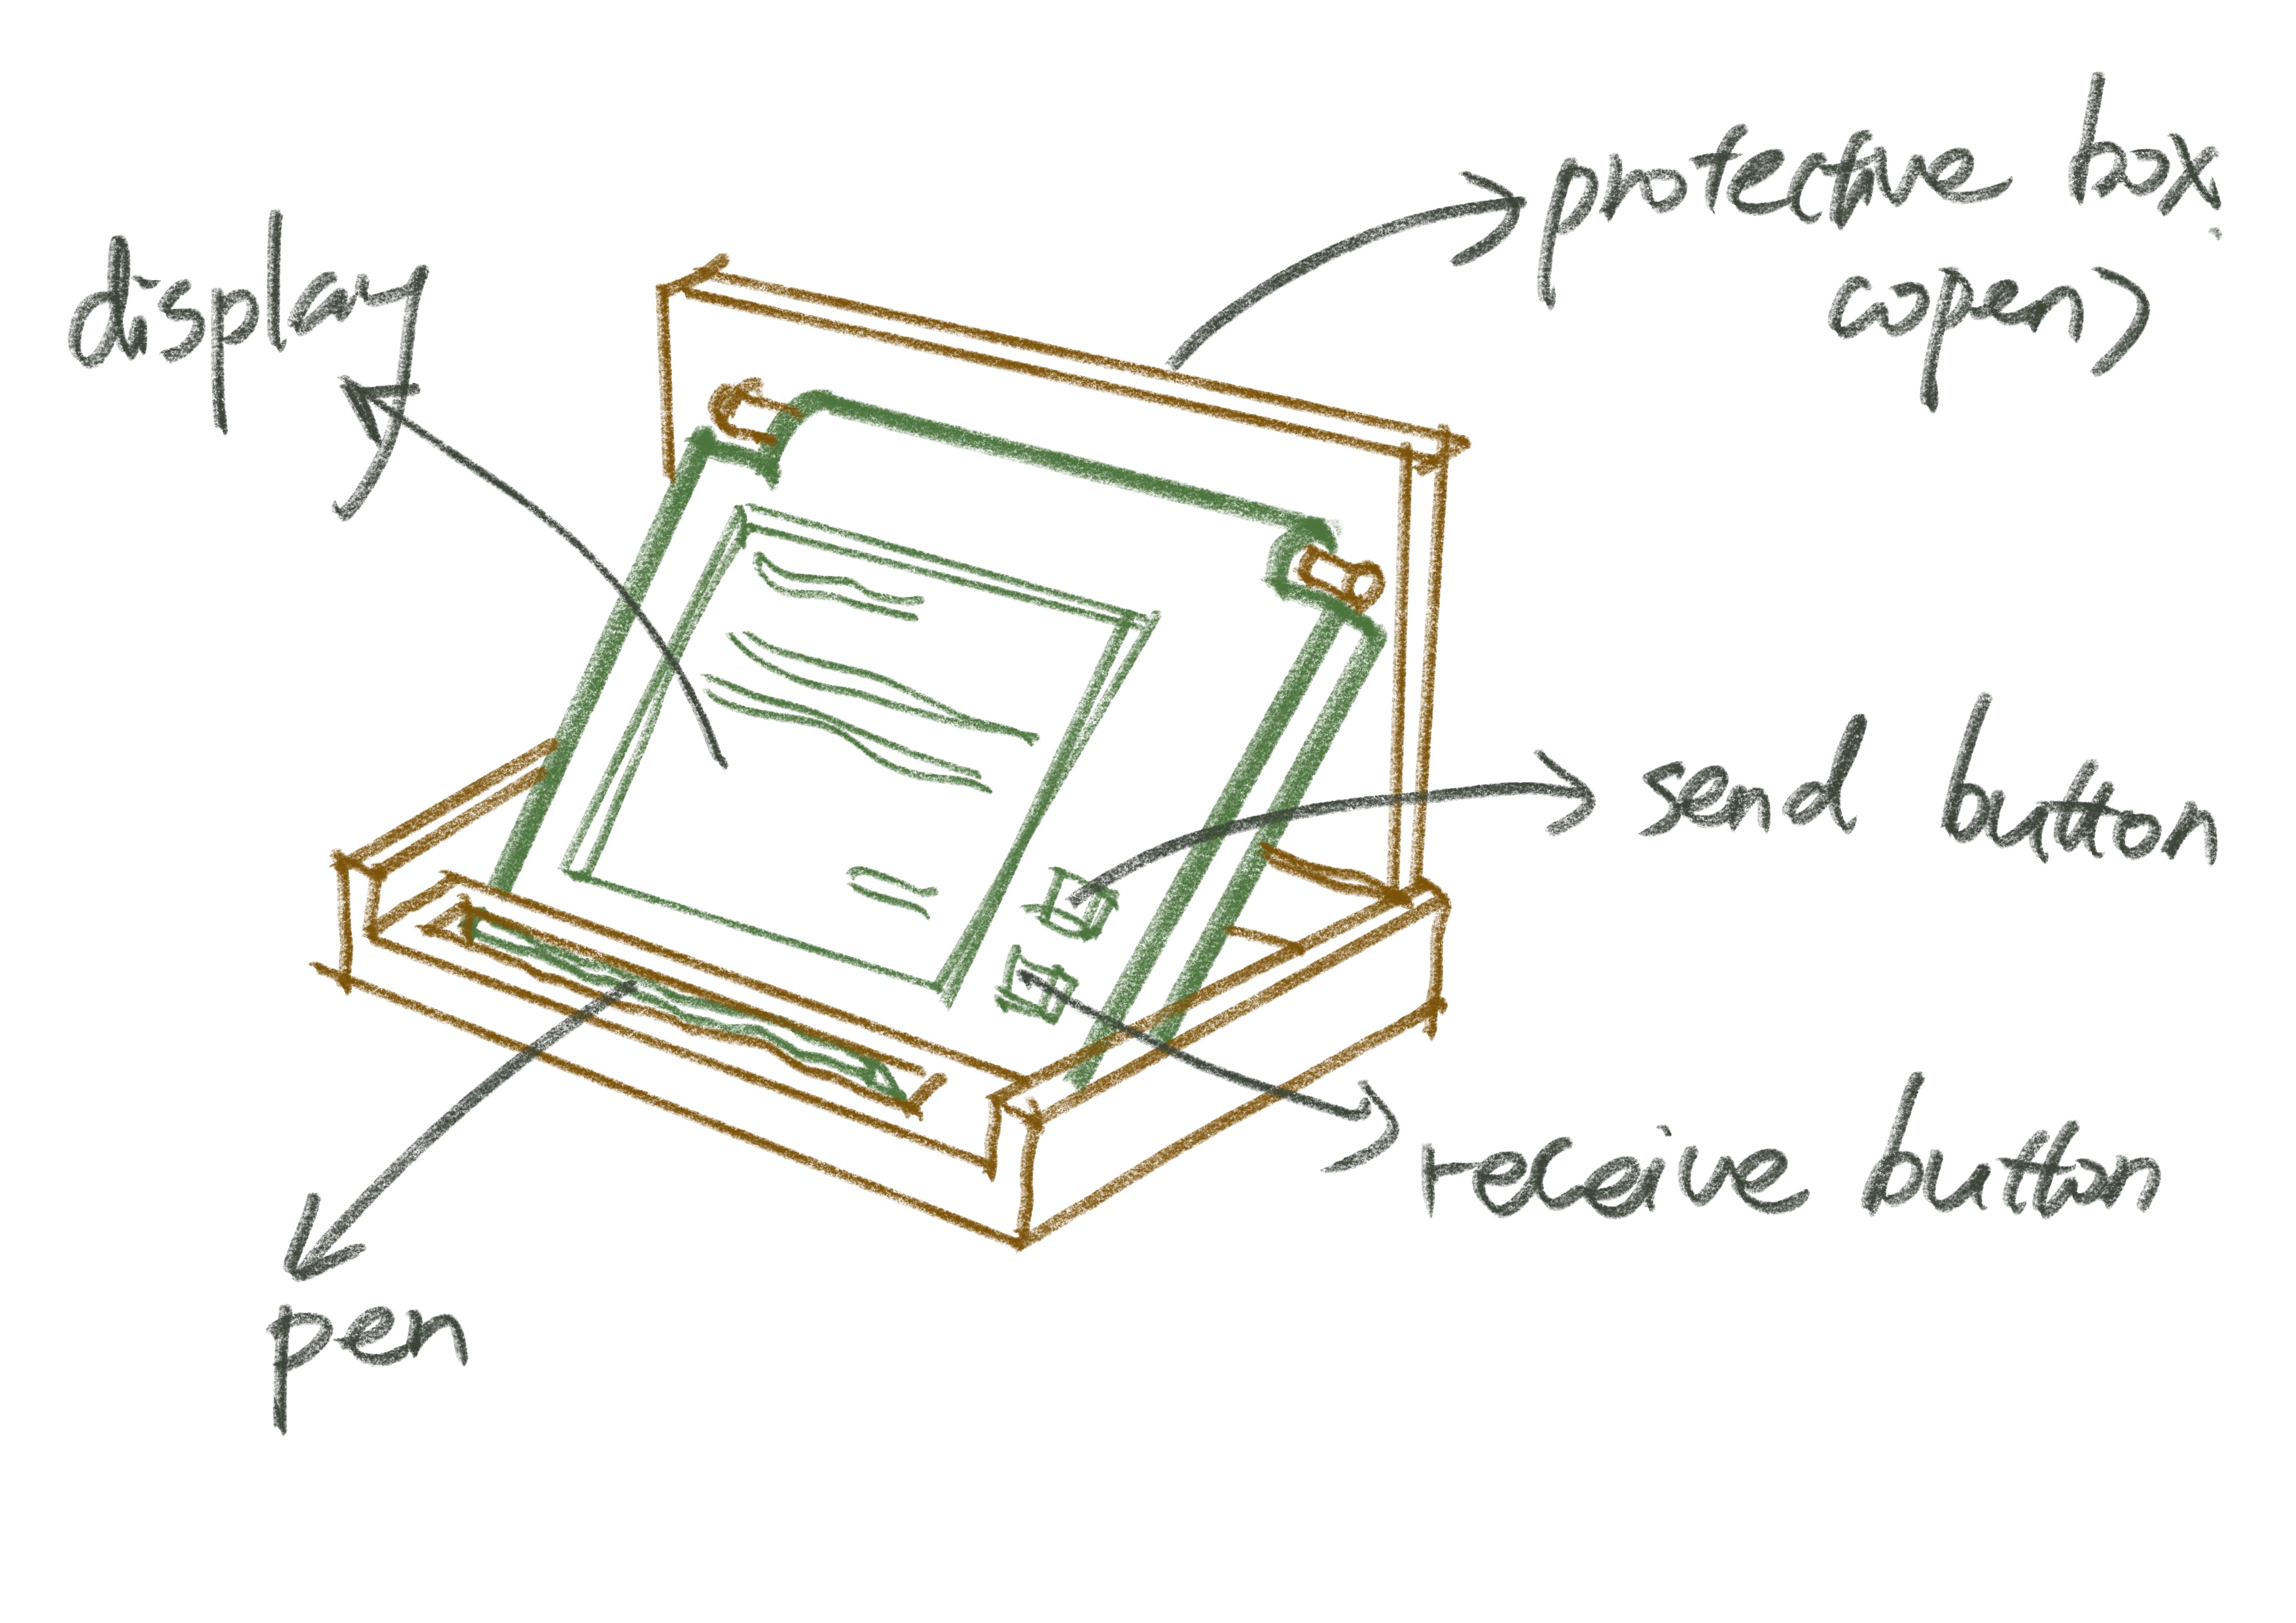 protective box
(open)
display
send button
receive button
pen